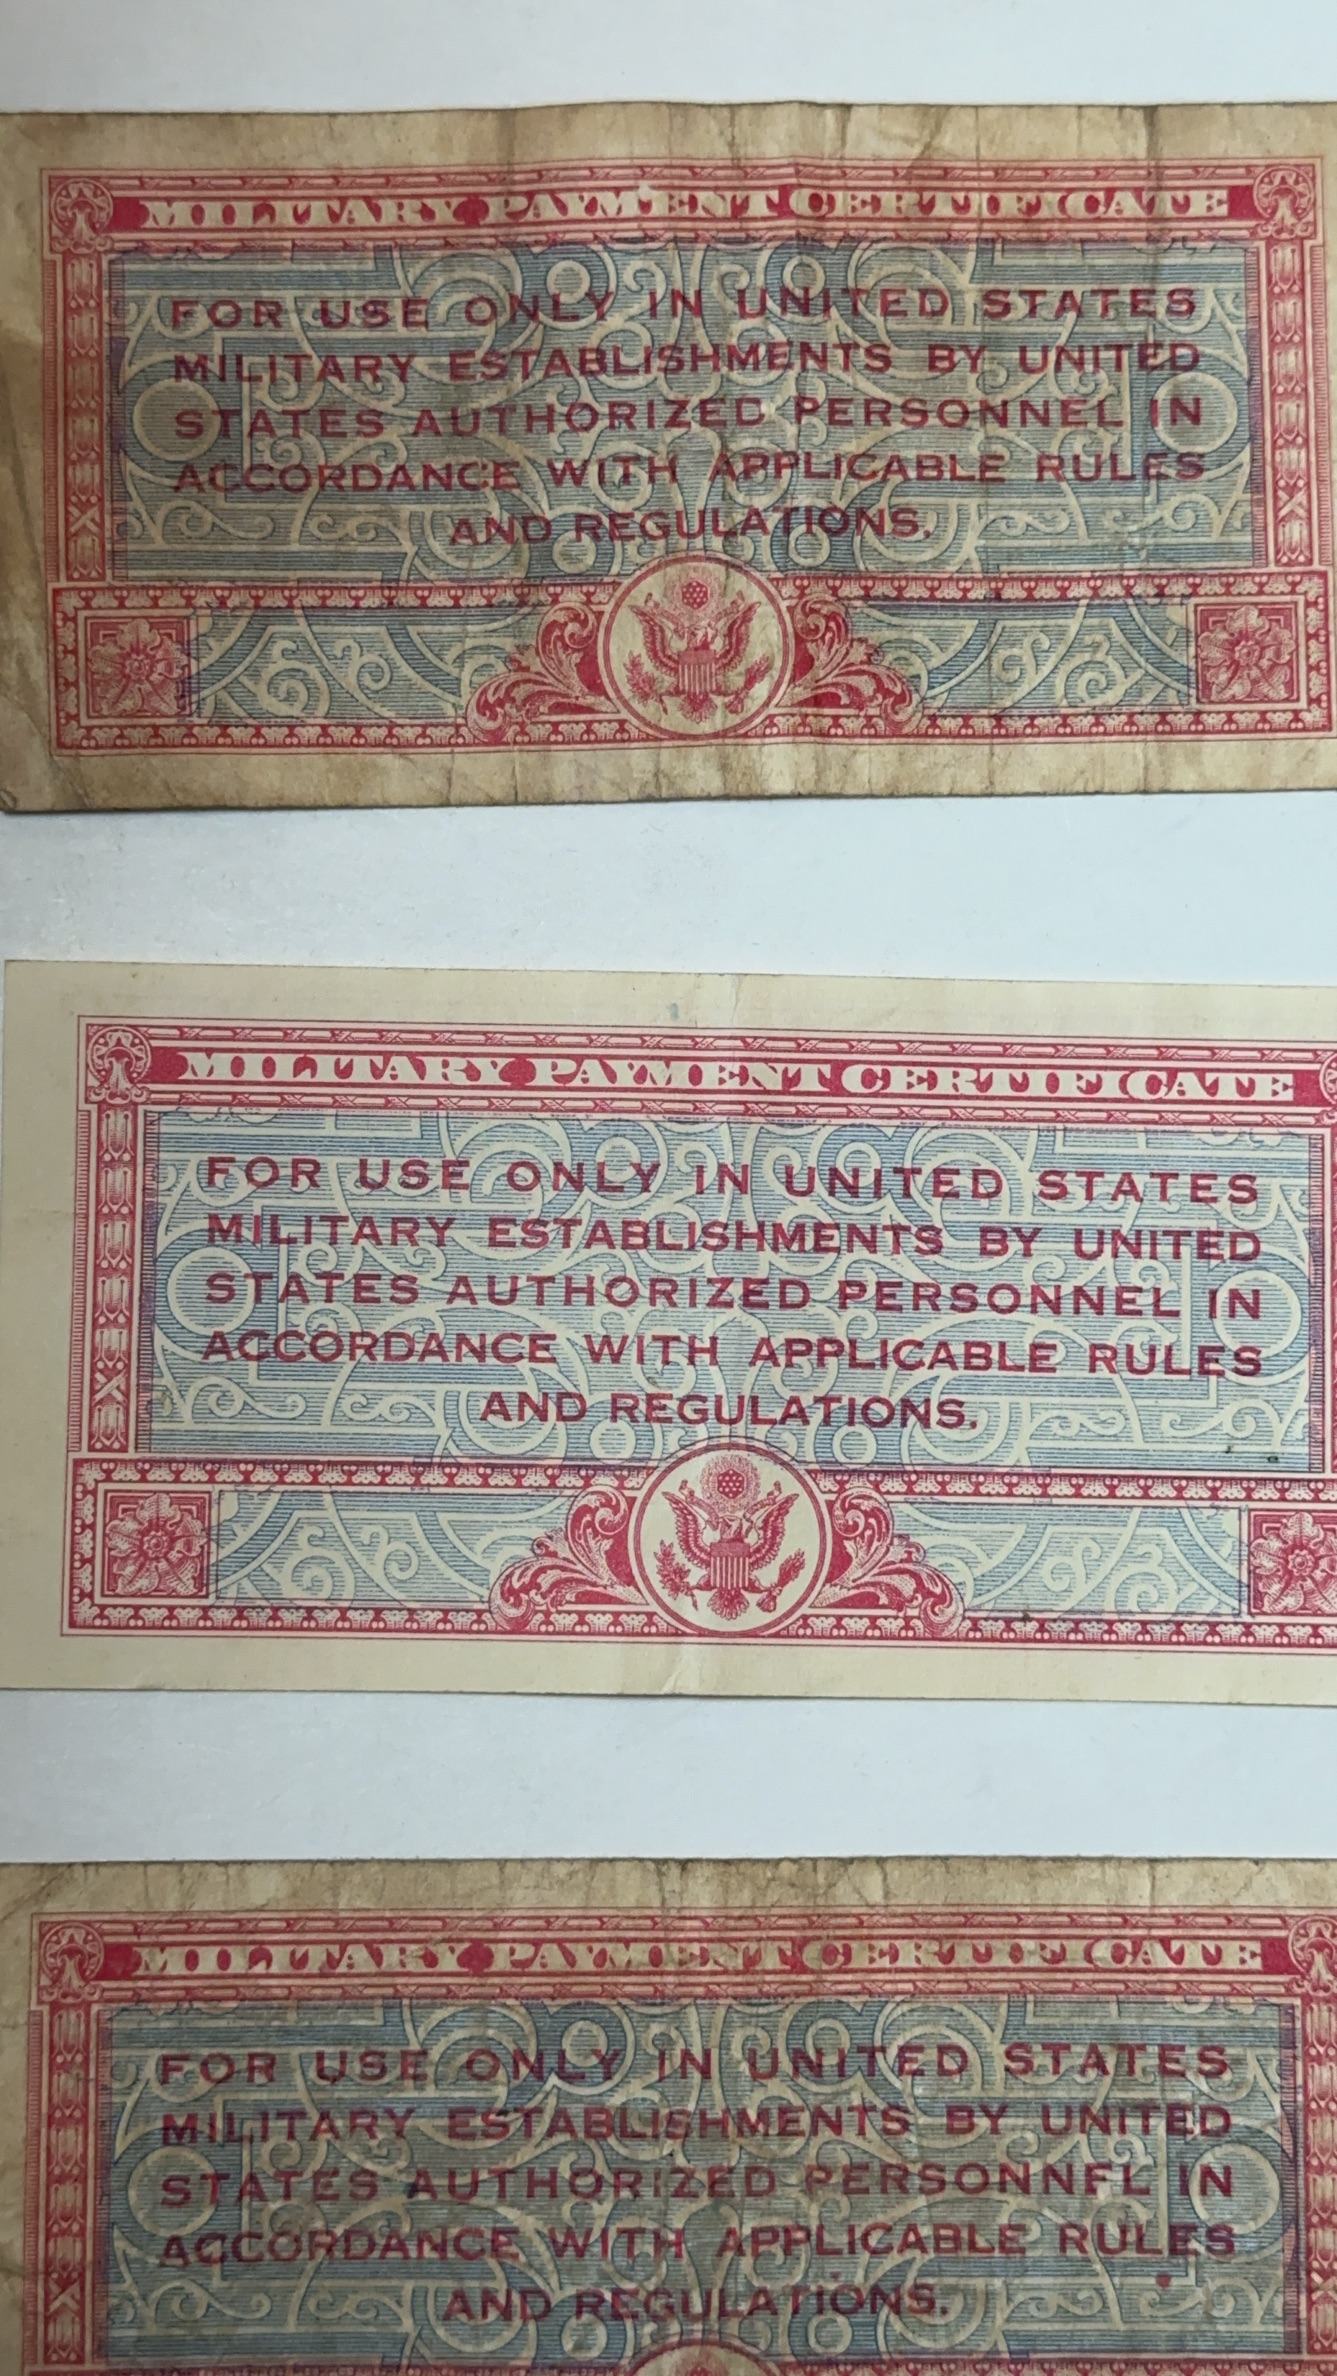 MILITARY PAYMENT CERTIFICATE
FOR USE ONLY IN UNITED STATES
MILITARY ESTABLISHMENTS BY UNITED
STATES AUTHORIZED PERSONNEL IN
ACCORDANCE WITH APPLICABLE RULES
AND REGULATIONS.
MILITARY PAYMENT CERTIFICATE
FOR USE ONLY IN UNITED STATES
MILITARY ESTABLISHMENTS BY UNITED
STATES AUTHORIZED PERSONNEL IN
ACCORDANCE WITH APPLICABLE RULES
AND REGULATIONS.
MILITARY PAYMENT CERTIFICATE
FOR USE ONLY IN UNITED STATES
MILITARY ESTABLISHMENTS BY UNITED
STATES AUTHORIZED PERSONNEL IN
ACCORDANCE WITH APPLICABLE RULES
AND REGULATIONS.